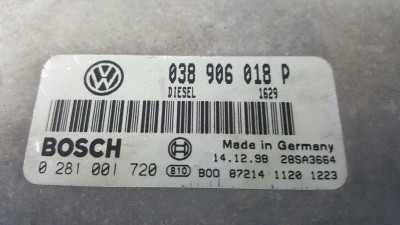 038 906 018 P
DIESEL 1629
BOSCH
Made in Germany
14.12.98 28SA3664
0 281 001 720 B10 B00 87214 1120 1223